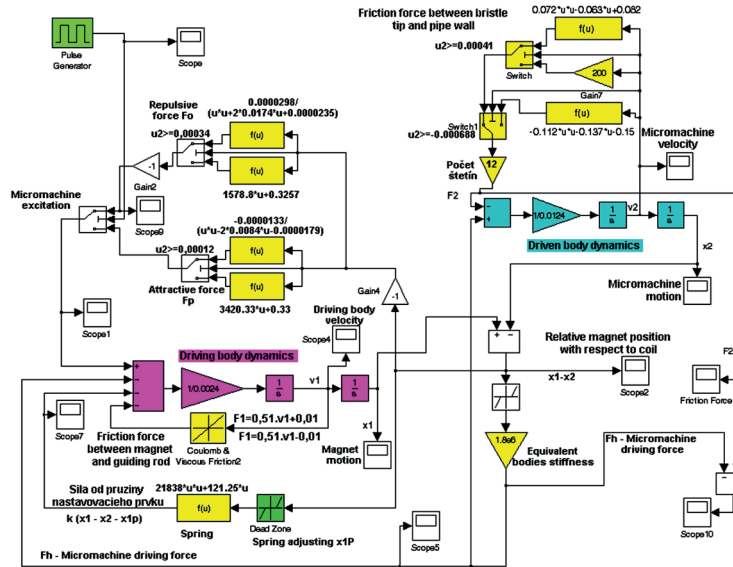 Pulse
Generator
Scope
Friction force between bristle
tip and pipe wall
0.072*u*u-0.063*u+0.082
f(u)
u2>=0.00041
Switch
200
Gain7
f(u)
Switch1
u2>=-0.000688
-0.112*u*u-0.137*u-0.15
Micromachine
velocity
12
Počet
štetín
F2
1/0.0124
1
s
v2
1
s
Driven body dynamics
x2
Micromachine
motion
0.0000298/
(u*u+2*0.0174*u+0.0000235)
Repulsive
force Fo
u2>=0,00034
f(u)
f(u)
1578.8*u+0.3257
-1
Gain2
Micromachine
excitation
Scope9
-0.0000133/
(u*u-2*0.0084*u-0.0000179)
u2>=0,00012
f(u)
f(u)
Attractive force
Fp
3420.33*u+0.33
Gain4
-1
Scope1
Driving body
velocity
Scope4
Driving body dynamics
1/0.0024
1
s
v1
1
s
x1
Magnet
motion
Relative magnet position
with respect to coil
x1-x2
Scope2
F2
Friction Force
F1=0,51.v1+0,01
F1=0,51.v1-0,01
Coulomb &
Viscous Friction2
Friction force
between magnet
and guiding rod
Scope7
1.8e6
Equivalent
bodies stiffness
Fh - Micromachine
driving force
Scope10
Sila od pruziny
nastavovacieho prvku
k (x1 - x2 - x1p)
21838*u*u+121.25*u
f(u)
Spring
Dead Zone
Spring adjusting x1P
Scope5
Fh - Micromachine driving force